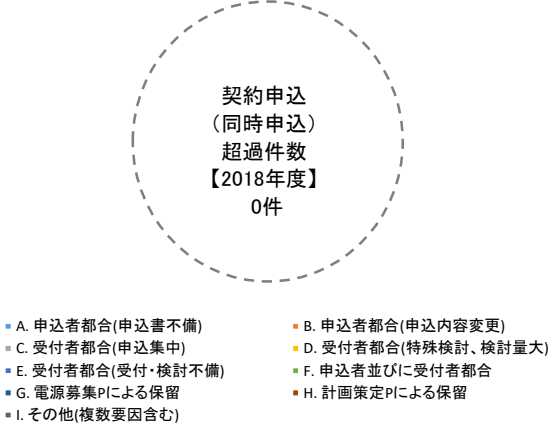 契約申込
（同時申込）
超過件数
【2018年度】
0件
A. 申込者都合(申込書不備)
B. 申込者都合(申込内容変更)
C. 受付者都合(申込集中)
D. 受付者都合(特殊検討、検討量大)
E. 受付者都合(受付・検討不備)
F. 申込者並びに受付者都合
G. 電源募集Pによる保留
H. 計画策定Pによる保留
I. その他(複数要因含む)